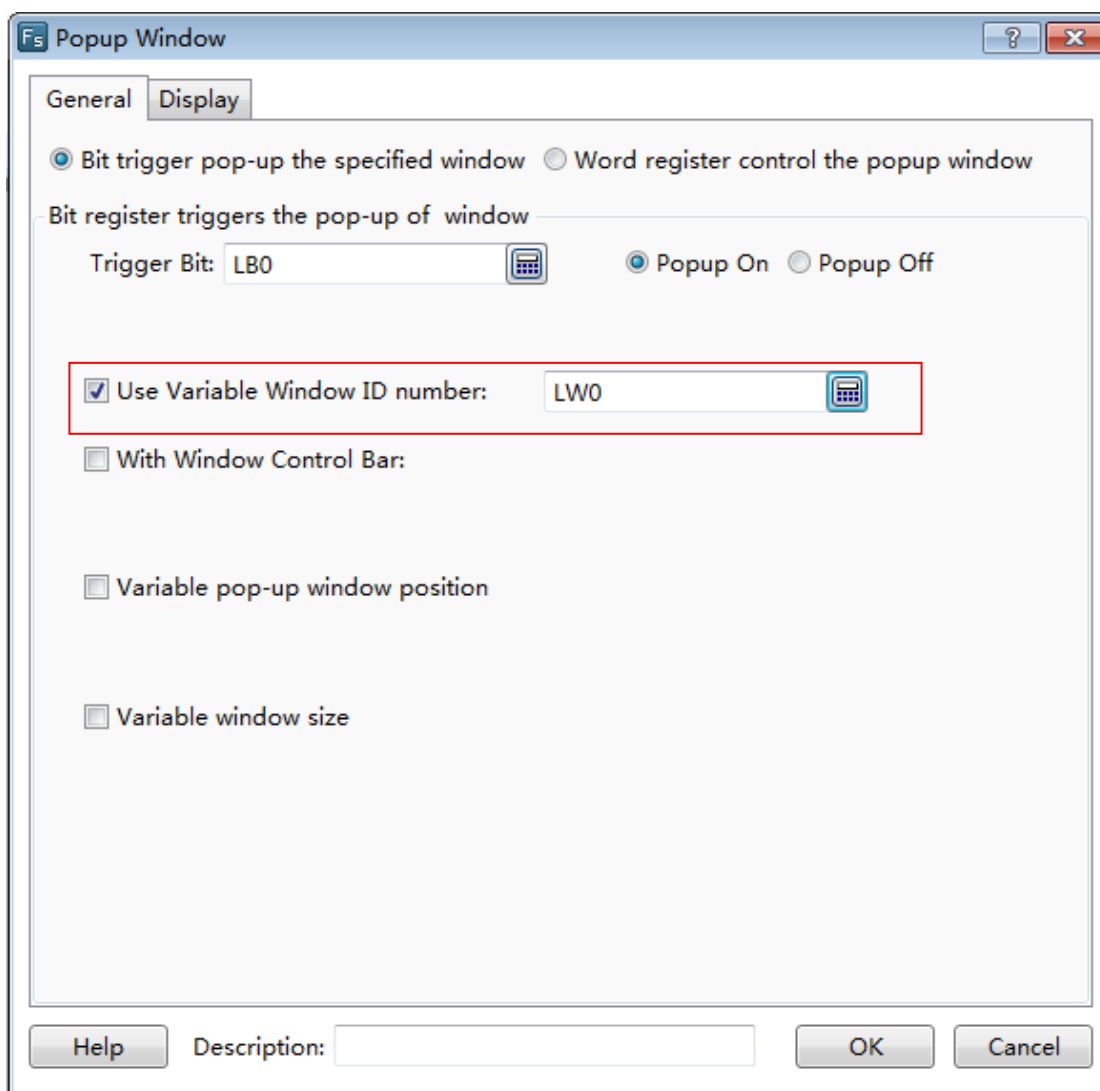 Fs Popup Window ?
General Display
Bit trigger pop-up the specified window Word register control the popup window
Bit register triggers the pop-up of window
Trigger Bit: LB0 Popup On Popup Off
Use Variable Window ID number: LW0
With Window Control Bar:
Variable pop-up window position
Variable window size
Help Description: OK Cancel